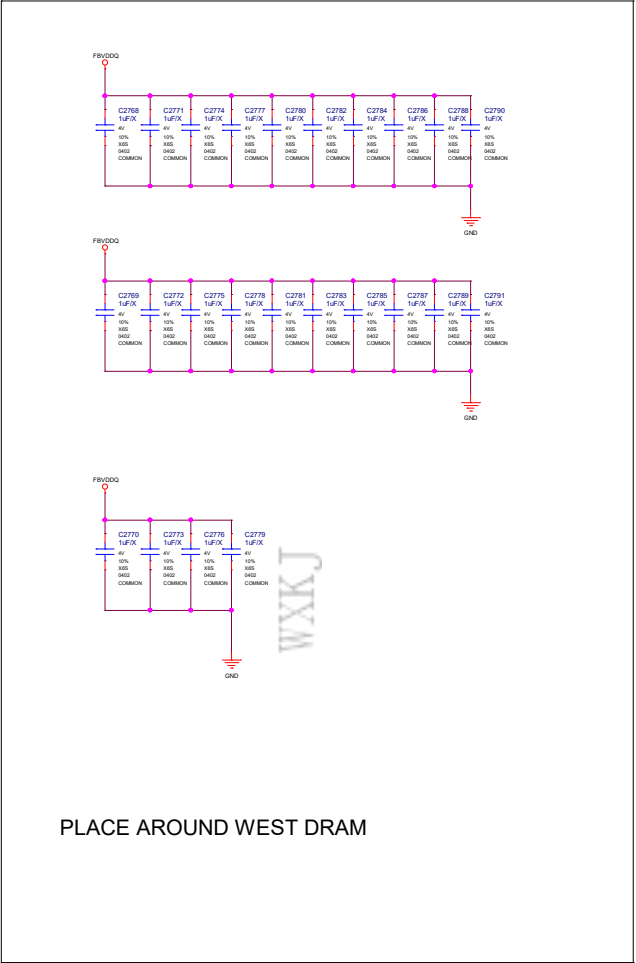 FBVDDQ
C2768 C2771 C2774 C2777 C2780 C2782 C2784 C2786 C2788 C2790
1uF/X 1uF/X 1uF/X 1uF/X 1uF/X 1uF/X 1uF/X 1uF/X 1uF/X 1uF/X
4V 4V 4V 4V 4V 4V 4V 4V 4V 4V
10% 10% 10% 10% 10% 10% 10% 10% 10% 10%
X6S X6S X6S X6S X6S X6S X6S X6S X6S X6S
0402 0402 0402 0402 0402 0402 0402 0402 0402 0402
COMMON COMMON COMMON COMMON COMMON COMMON COMMON COMMON COMMON COMMON
GND
FBVDDQ
C2769 C2772 C2775 C2778 C2781 C2783 C2785 C2787 C2789 C2791
1uF/X 1uF/X 1uF/X 1uF/X 1uF/X 1uF/X 1uF/X 1uF/X 1uF/X 1uF/X
4V 4V 4V 4V 4V 4V 4V 4V 4V 4V
10% 10% 10% 10% 10% 10% 10% 10% 10% 10%
X6S X6S X6S X6S X6S X6S X6S X6S X6S X6S
0402 0402 0402 0402 0402 0402 0402 0402 0402 0402
COMMON COMMON COMMON COMMON COMMON COMMON COMMON COMMON COMMON COMMON
GND
FBVDDQ
C2770 C2773 C2776 C2779
1uF/X 1uF/X 1uF/X 1uF/X
4V 4V 4V 4V
10% 10% 10% 10%
X6S X6S X6S X6S
0402 0402 0402 0402
COMMON COMMON COMMON COMMON
WXKJ
GND
PLACE AROUND WEST DRAM